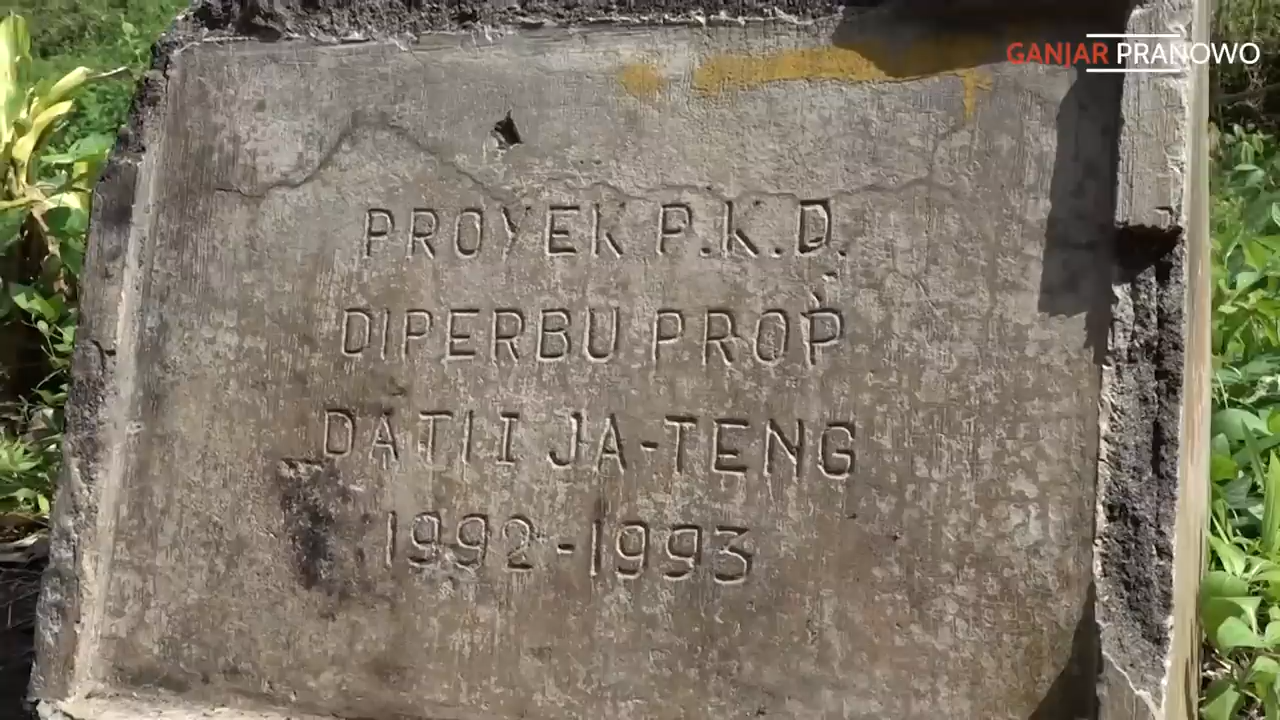 GANJAR PRANOWO
PROYEK P.K.D.
DIPERBU PROP
DATI I JA-TENG
1992-1993